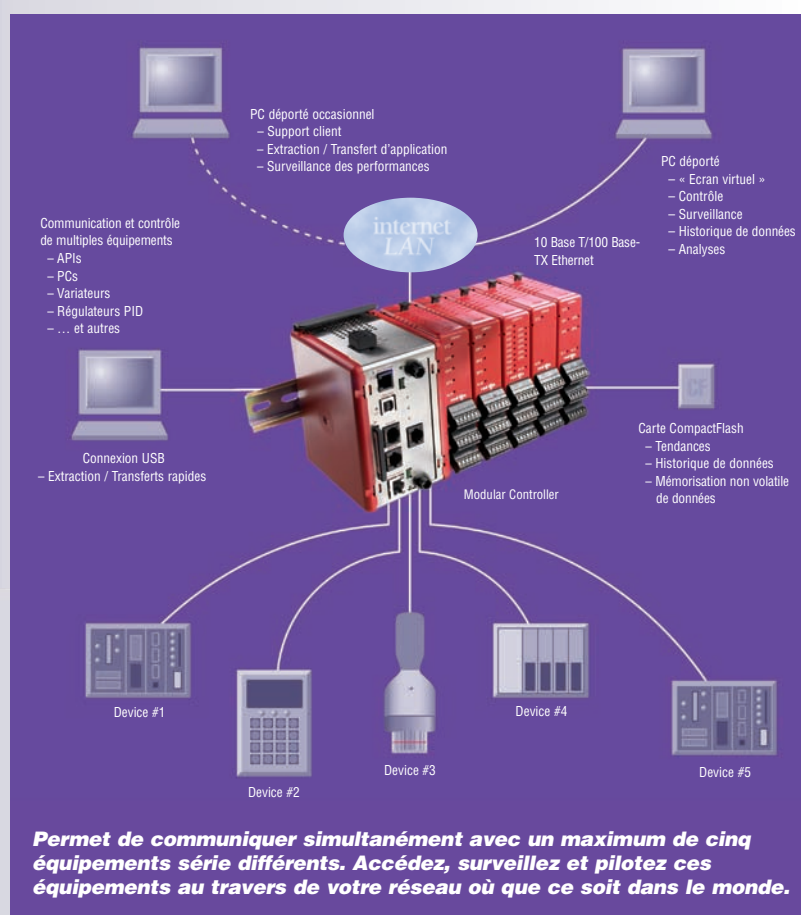 PC déporté occasionnel
– Support client
– Extraction / Transfert d'application
– Surveillance des performances
PC déporté
– « Ecran virtuel »
– Contrôle
– Surveillance
– Historique de données
– Analyses
Communication et contrôle
de multiples équipements
– APIs
– PCs
– Variateurs
– Régulateurs PID
– … et autres
internet
LAN
10 Base T/100 Base-
TX Ethernet
Connexion USB
– Extraction / Transferts rapides
CF
Carte CompactFlash
– Tendances
– Historique de données
– Mémorisation non volatile
de données
Modular Controller
Device #1
Device #2
Device #3
Device #4
Device #5
Permet de communiquer simultanément avec un maximum de cinq
équipements série différents. Accédez, surveillez et pilotez ces
équipements au travers de votre réseau où que ce soit dans le monde.